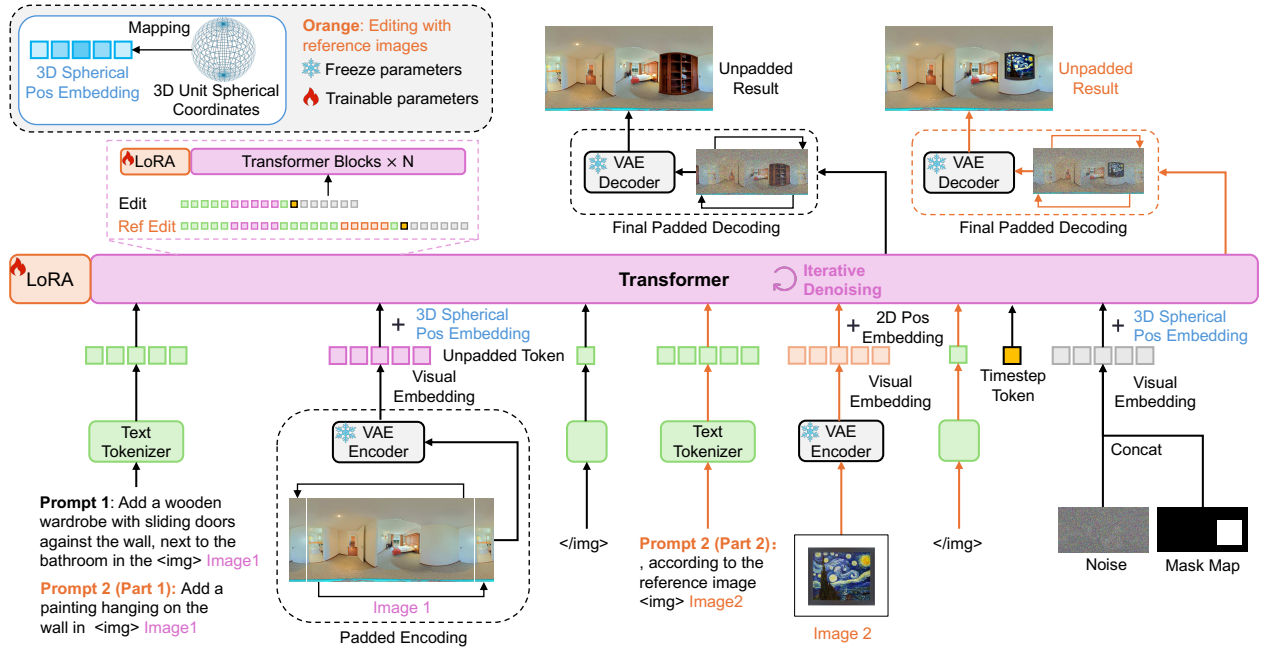 Mapping
3D Spherical
Pos Embedding
3D Unit Spherical
Coordinates
Orange: Editing with
reference images
Freeze parameters
Trainable parameters
LoRA
Transformer Blocks × N
Edit
Ref Edit
Unpadded
Result
VAE
Decoder
Final Padded Decoding
Unpadded
Result
VAE
Decoder
Final Padded Decoding
LoRA
Transformer
Iterative
Denoising
+ 3D Spherical
Pos Embedding
Unpadded Token
Visual
Embedding
+ 2D Pos
Embedding
Visual
Embedding
Timestep
Token
+ 3D Spherical
Pos Embedding
Visual
Embedding
Text
Tokenizer
VAE
Encoder
Text
Tokenizer
VAE
Encoder
Concat
Prompt 1: Add a wooden
wardrobe with sliding doors
against the wall, next to the
bathroom in the <img> Image1
Prompt 2 (Part 1): Add a
painting hanging on the
wall in <img> Image1
Image 1
Padded Encoding
</img>
Prompt 2 (Part 2):
, according to the
reference image
<img> Image2
Image 2
</img>
Noise
Mask Map